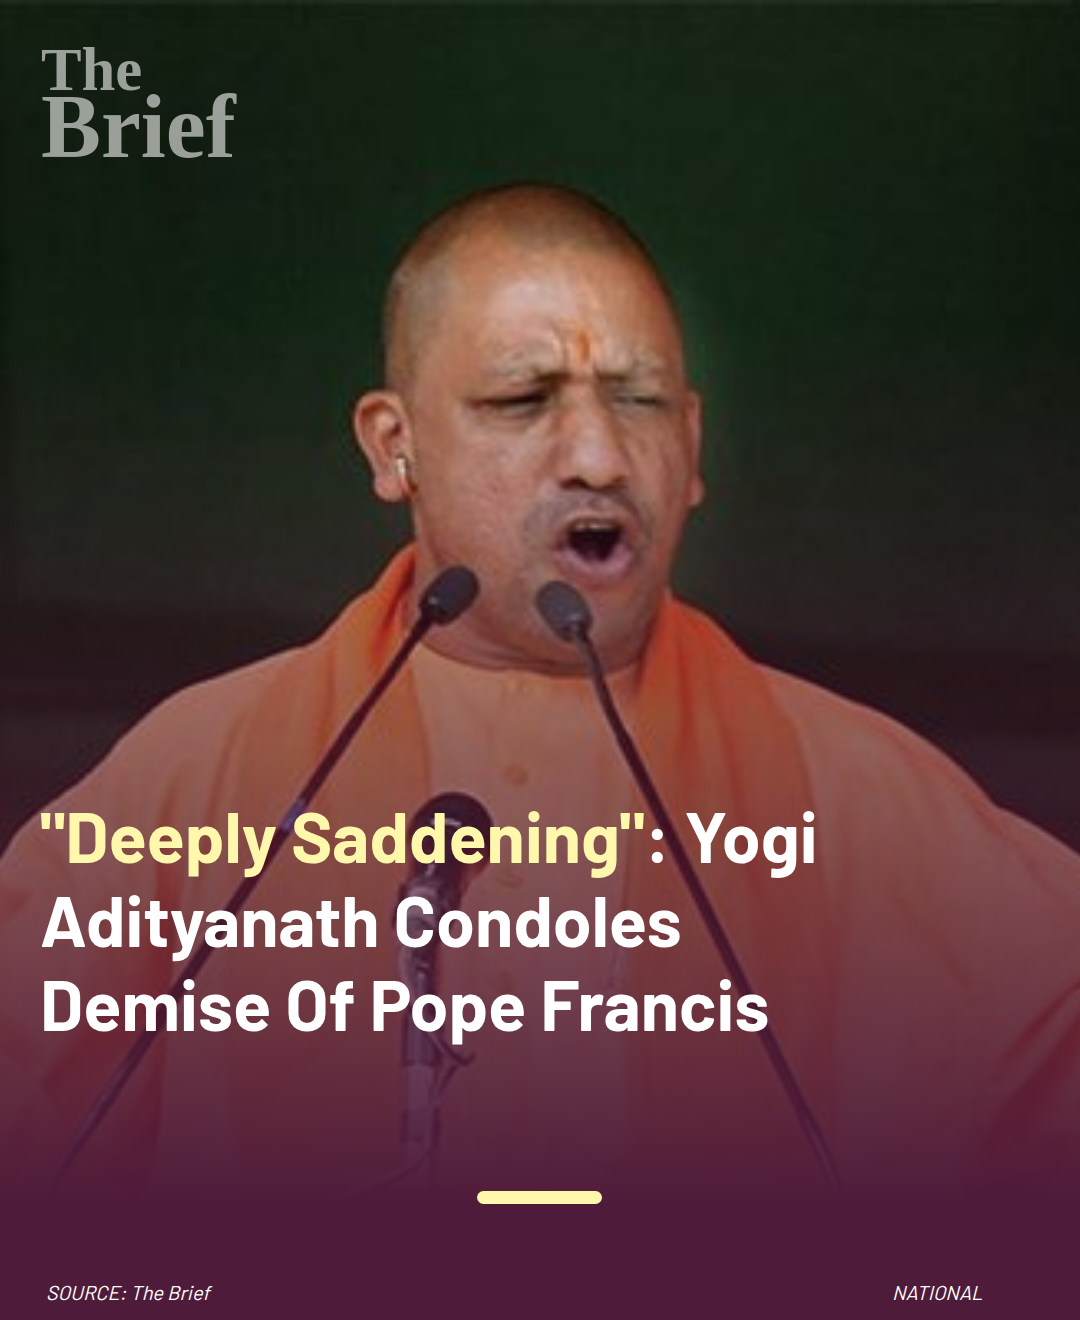 The
Brief
"Deeply Saddening": Yogi
Adityanath Condoles
Demise Of Pope Francis
SOURCE: The Brief
NATIONAL